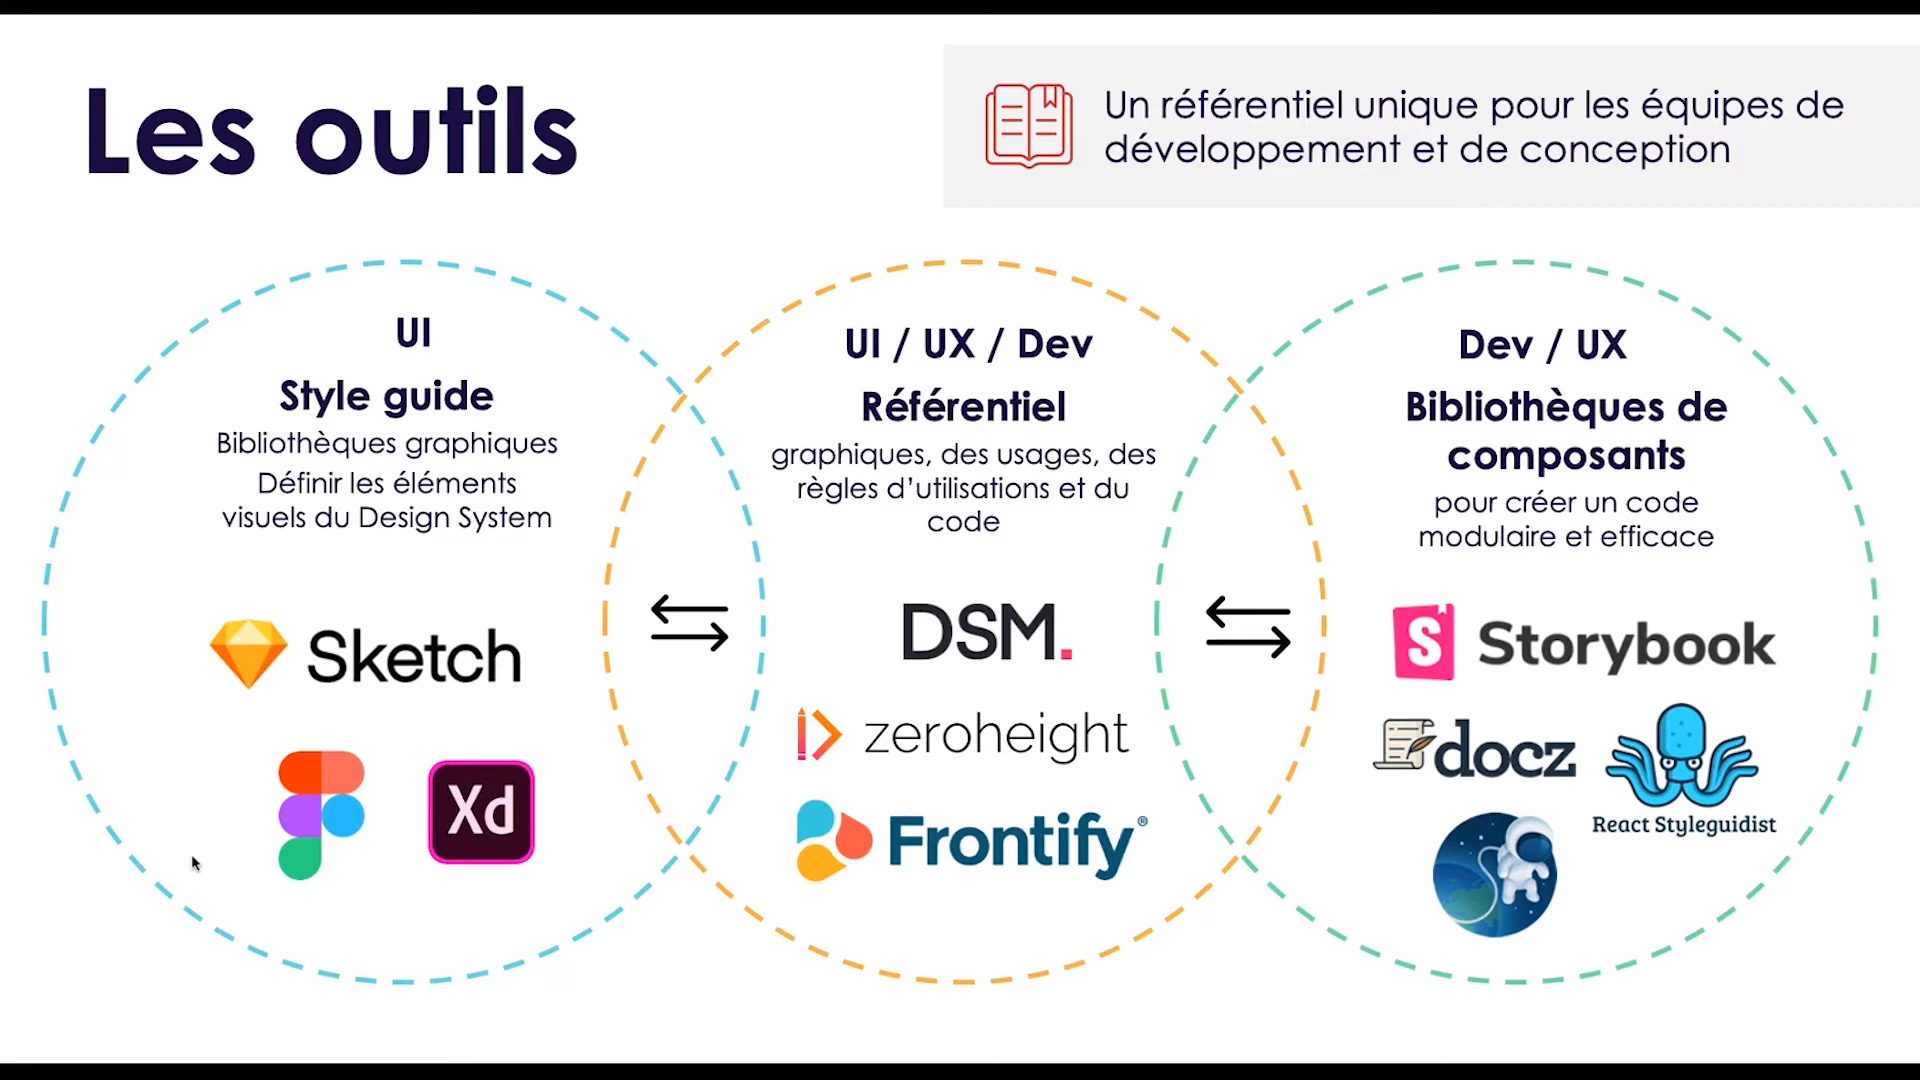 Les outils
Un référentiel unique pour les équipes de
développement et de conception
UI
Style guide
Bibliothèques graphiques
Définir les éléments
visuels du Design System
Sketch
Xd
UI / UX / Dev
Référentiel
graphiques, des usages, des
règles d’utilisations et du
code
DSM.
zeroheight
Frontify®
Dev / UX
Bibliothèques de
composants
pour créer un code
modulaire et efficace
S Storybook
docz
React Styleguidist